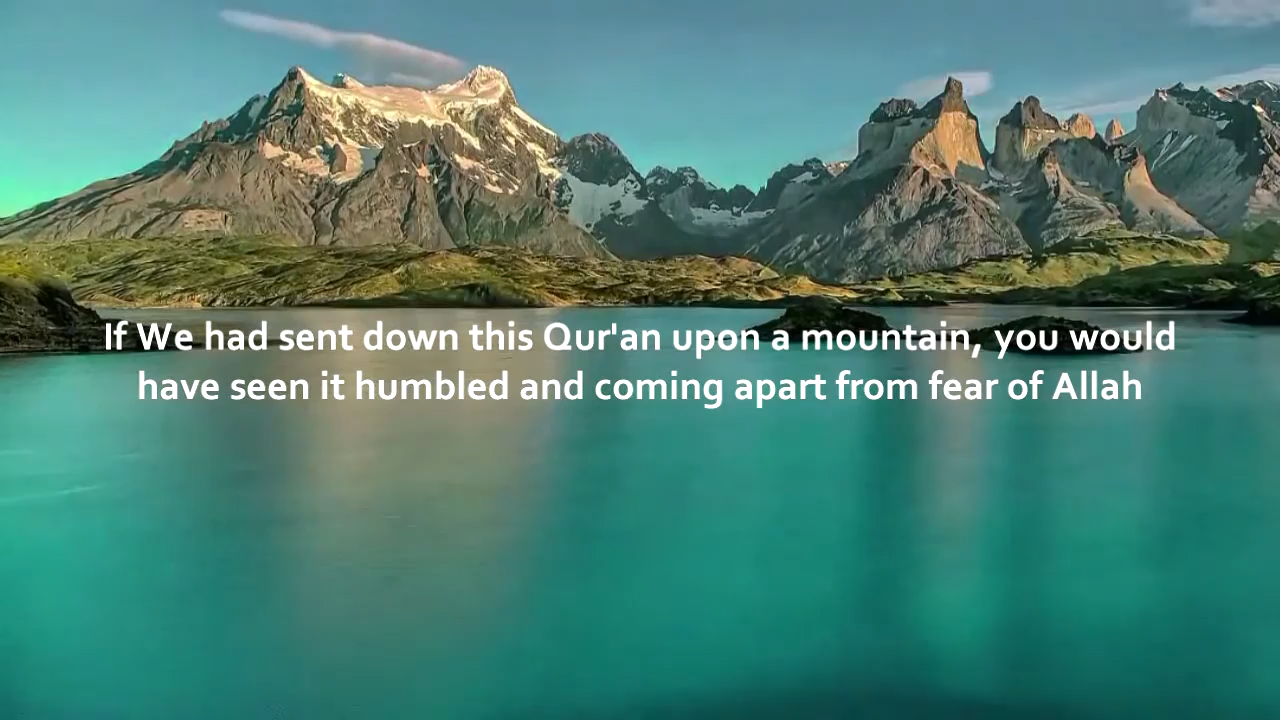 If We had sent down this Qur'an upon a mountain, you would
have seen it humbled and coming apart from fear of Allah